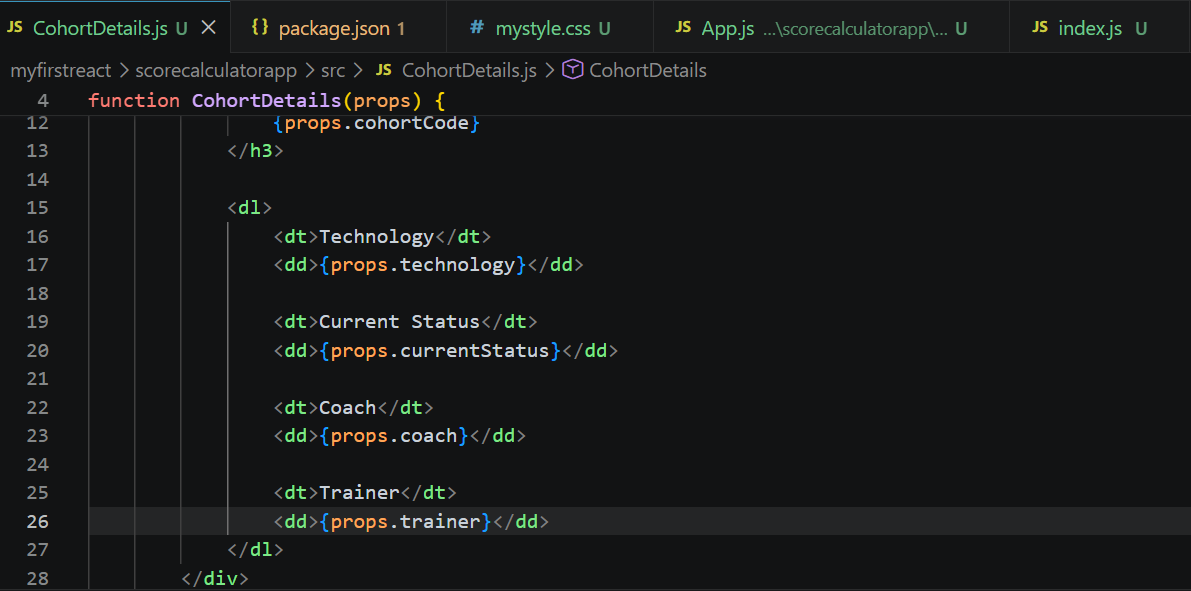 JS CohortDetails.js U × {} package.json 1 # mystyle.css U JS App.js ...\scorecalculatorapp\... U JS index.js U
myfirstreact > scorecalculatorapp > src > JS CohortDetails.js > CohortDetails
4 function CohortDetails(props) {
12 {props.cohortCode}
13 </h3>
14
15 <dl>
16 <dt>Technology</dt>
17 <dd>{props.technology}</dd>
18
19 <dt>Current Status</dt>
20 <dd>{props.currentStatus}</dd>
21
22 <dt>Coach</dt>
23 <dd>{props.coach}</dd>
24
25 <dt>Trainer</dt>
26 <dd>{props.trainer}</dd>
27 </dl>
28 </div>